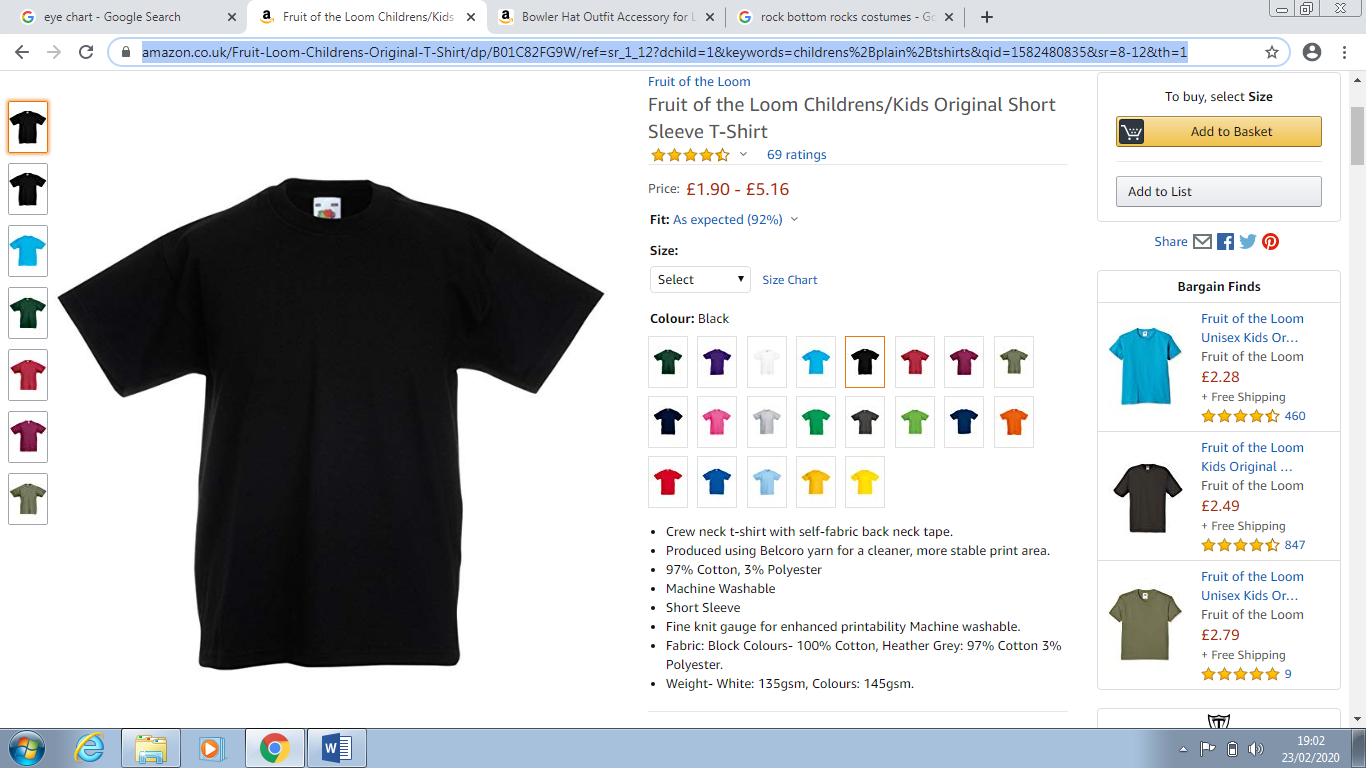 eye chart - Google Search
Fruit of the Loom Childrens/Kids
Bowler Hat Outfit Accessory for L
rock bottom rocks costumes - Go
amazon.co.uk/Fruit-Loom-Childrens-Original-T-Shirt/dp/B01C82FG9W/ref=sr_1_12?dchild=1&keywords=childrens%2Bplain%2Btshirts&qid=1582480835&sr=8-12&th=1
Fruit of the Loom
Fruit of the Loom Childrens/Kids Original Short
Sleeve T-Shirt
69 ratings
Price: £1.90 - £5.16
Fit: As expected (92%)
Size:
Select
Size Chart
Colour: Black
Crew neck t-shirt with self-fabric back neck tape.
Produced using Belcoro yarn for a cleaner, more stable print area.
97% Cotton, 3% Polyester
Machine Washable
Short Sleeve
Fine knit gauge for enhanced printability Machine washable.
Fabric: Block Colours- 100% Cotton, Heather Grey: 97% Cotton 3%
Polyester.
Weight- White: 135gsm, Colours: 145gsm.
To buy, select Size
Add to Basket
Add to List
Share
Bargain Finds
Fruit of the Loom
Unisex Kids Or...
Fruit of the Loom
£2.28
+ Free Shipping
460
Fruit of the Loom
Kids Original ...
Fruit of the Loom
£2.49
+ Free Shipping
847
Fruit of the Loom
Unisex Kids Or...
Fruit of the Loom
£2.79
+ Free Shipping
9
19:02
23/02/2020